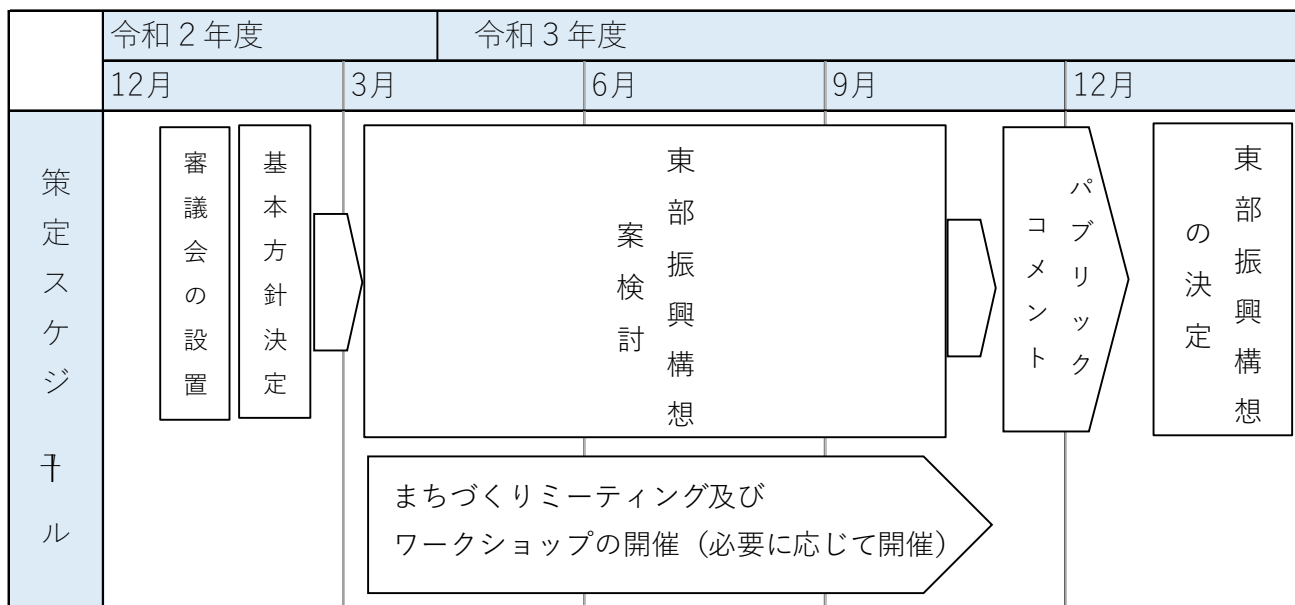 令和２年度
令和３年度
12月
3月
6月
9月
12月
策定スケジュール
審議会の設置
基本方針決定
東部振興構想
案検討
パブリック
コメント
東部振興構想
の決定
まちづくりミーティング及び
ワークショップの開催（必要に応じて開催）